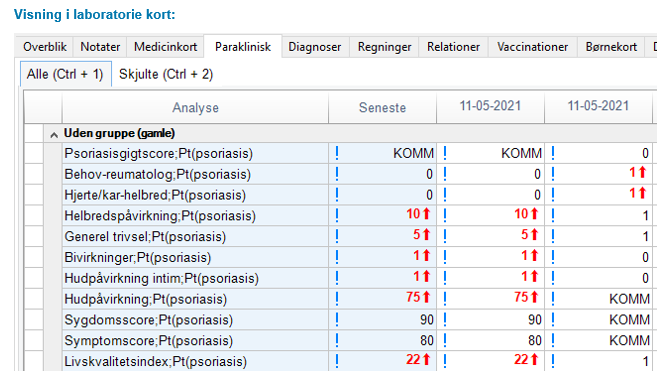 Visning i laboratorie kort:
Overblik Notater Medicinkort Paraklinisk Diagnoser Regninger Relationer Vaccinationer Børnekort
Alle (Ctrl + 1) Skjulte (Ctrl + 2)
Analyse Seneste 11-05-2021 11-05-2021
Uden gruppe (gamle)
Psoriasisgigtscore;Pt(psoriasis) ! KOMM ! KOMM ! 0
Behov-reumatolog;Pt(psoriasis) ! 0 ! 0 ! 1⬆
Hjerte/kar-helbred;Pt(psoriasis) ! 0 ! 0 ! 1⬆
Helbredspåvirkning;Pt(psoriasis) ! 10⬆ ! 10⬆ ! 1
Generel trivsel;Pt(psoriasis) ! 5⬆ ! 5⬆ ! 1
Bivirkninger;Pt(psoriasis) ! 1⬆ ! 1⬆ ! 0
Hudpåvirkning intim;Pt(psoriasis) ! 1⬆ ! 1⬆ ! 0
Hudpåvirkning;Pt(psoriasis) ! 75⬆ ! 75⬆ ! KOMM
Sygdomsscore;Pt(psoriasis) ! 90 ! 90 ! KOMM
Symptomscore;Pt(psoriasis) ! 80 ! 80 ! KOMM
Livskvalitetsindex;Pt(psoriasis) ! 22⬆ ! 22⬆ ! 1